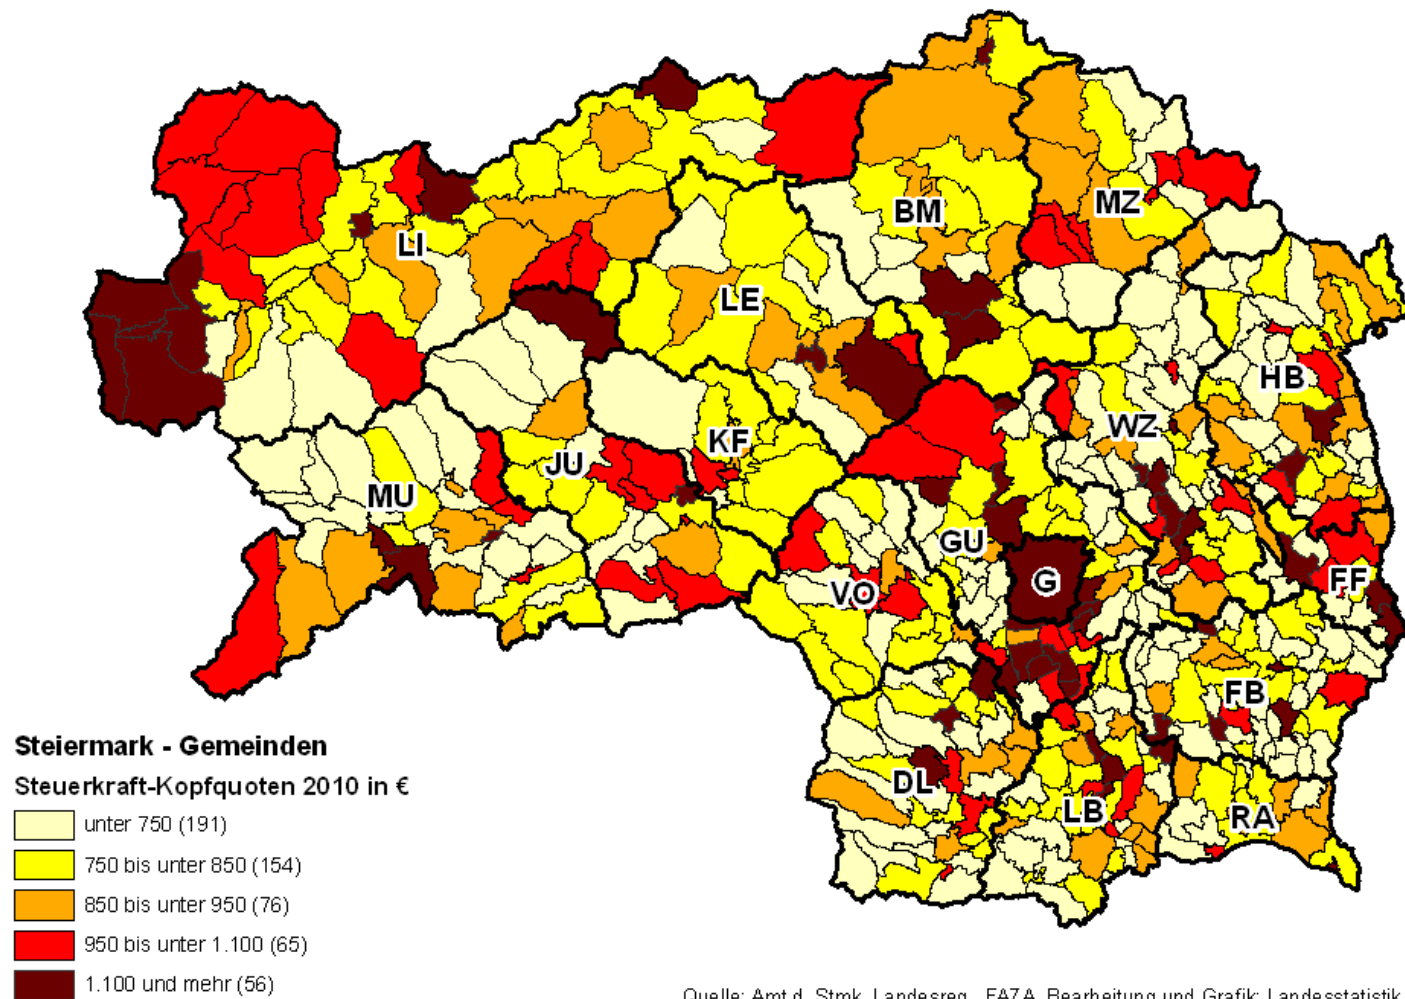 BM
MZ
LI
LE
HB
WZ
KF
JU
MU
GU
G
VO
FF
FB
DL
LB
RA
Steiermark - Gemeinden
Steuerkraft-Kopfquoten 2010 in €
unter 750 (191)
750 bis unter 850 (154)
850 bis unter 950 (76)
950 bis unter 1.100 (65)
1.100 und mehr (56)
Quelle: Amt d. Stmk. Landesreg., FA7A, Bearbeitung und Grafik: Landesstatistik